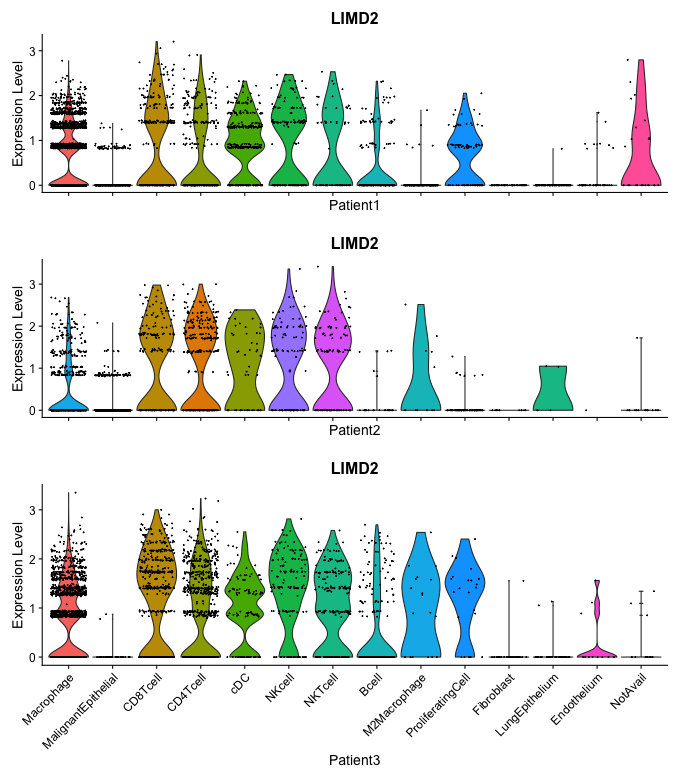 LIMD2
Expression Level
3
2
1
0
Patient1
LIMD2
Expression Level
3
2
1
0
Patient2
LIMD2
Expression Level
3
2
1
0
Macrophage
MalignantEpithelial
CD8Tcell
CD4Tcell
cDC
NKcell
NKTcell
Bcell
M2Macrophage
ProliferatingCell
Fibroblast
LungEpithelium
Endothelium
NotAvail
Patient3